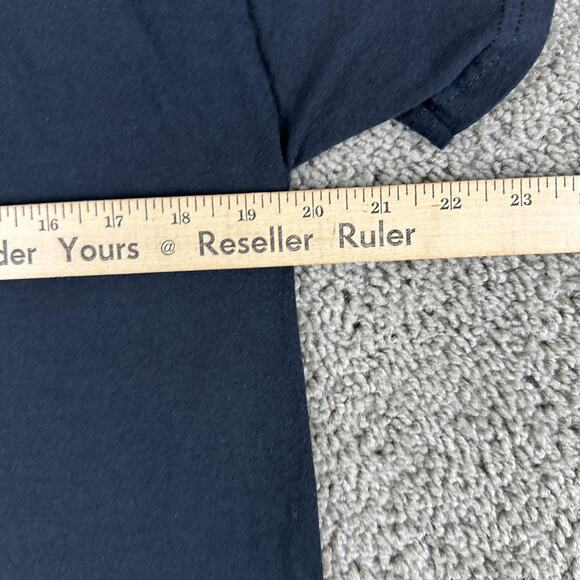 16 17 18 19 20 21 22 23
der Yours @ Reseller Ruler